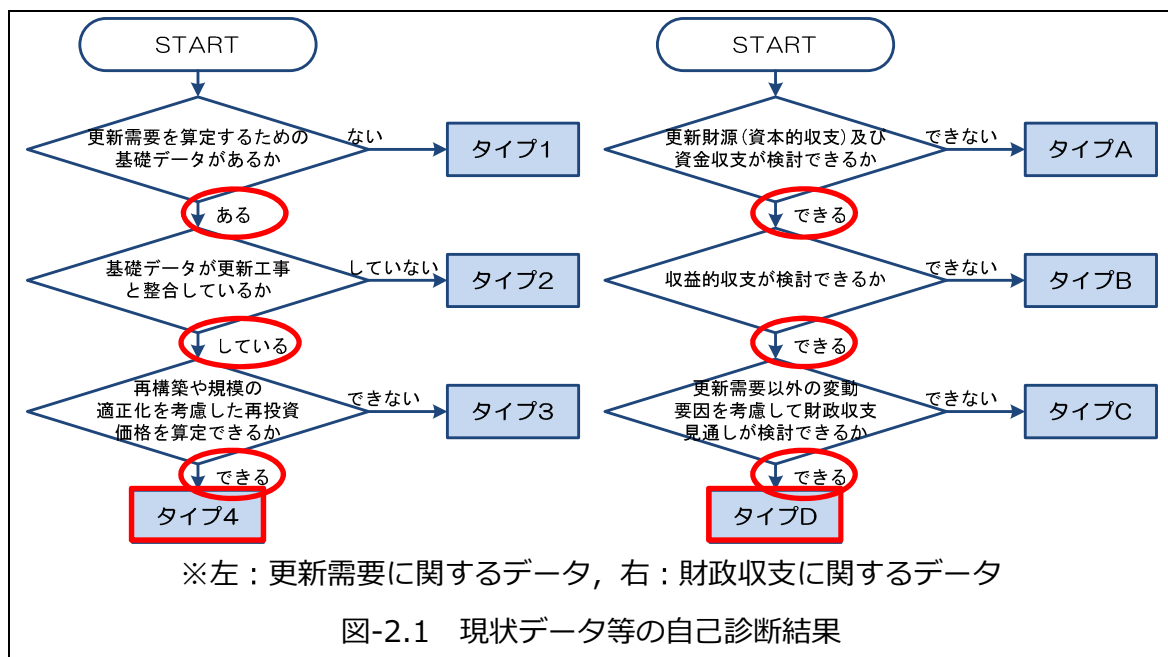 START
更新需要を算定するための
基礎データがあるか
ない
タイプ1
ある
基礎データが更新工事
と整合しているか
していない
タイプ2
している
再構築や規模の
適正化を考慮した再投資
価格を算定できるか
できない
タイプ3
できる
タイプ4
START
更新財源(資本的収支)及び
資金収支が検討できるか
できない
タイプA
できる
収益的収支が検討できるか
できない
タイプB
できる
更新需要以外の変動
要因を考慮して財政収支
見通しが検討できるか
できない
タイプC
できる
タイプD
※左：更新需要に関するデータ，右：財政収支に関するデータ
図-2.1　現状データ等の自己診断結果